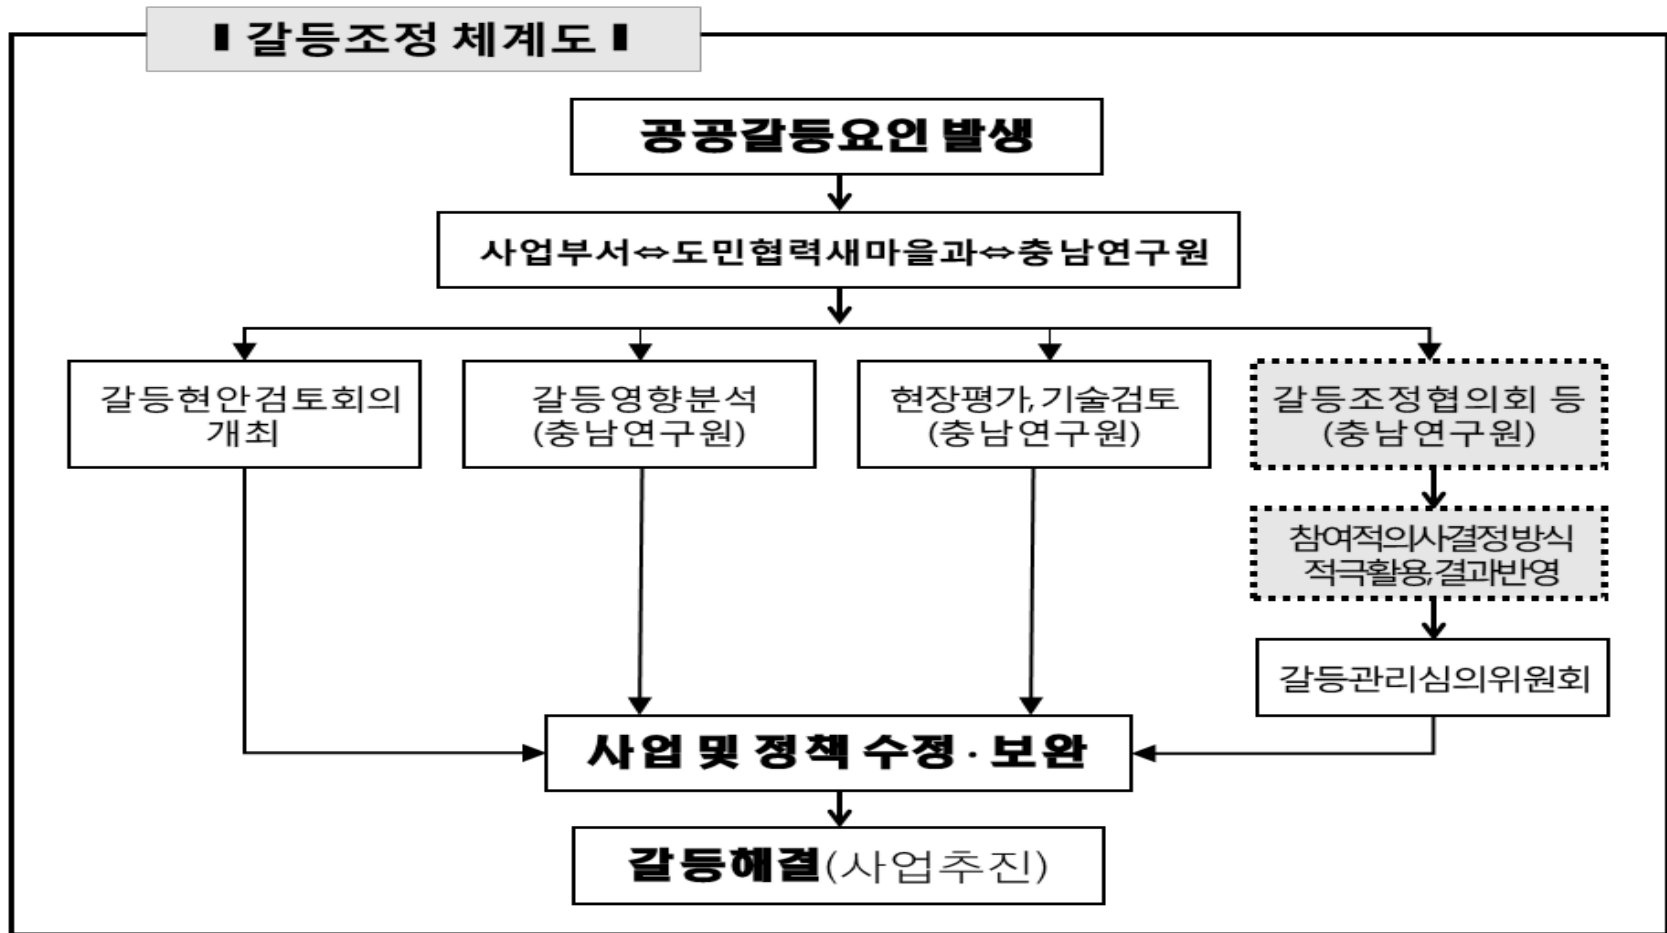 ▮ 갈등조정 체계도 ▮
공공갈등요인 발생
사업부서⇔도민협력새마을과⇔충남연구원
갈등현안검토회의
개최
갈등영향분석
(충남연구원)
현장평가, 기술검토
(충남연구원)
갈등조정협의회 등
(충남연구원)
참여적의사결정방식
적극활용,결과반영
갈등관리심의위원회
사업 및 정책 수정 · 보완
갈등해결(사업추진)